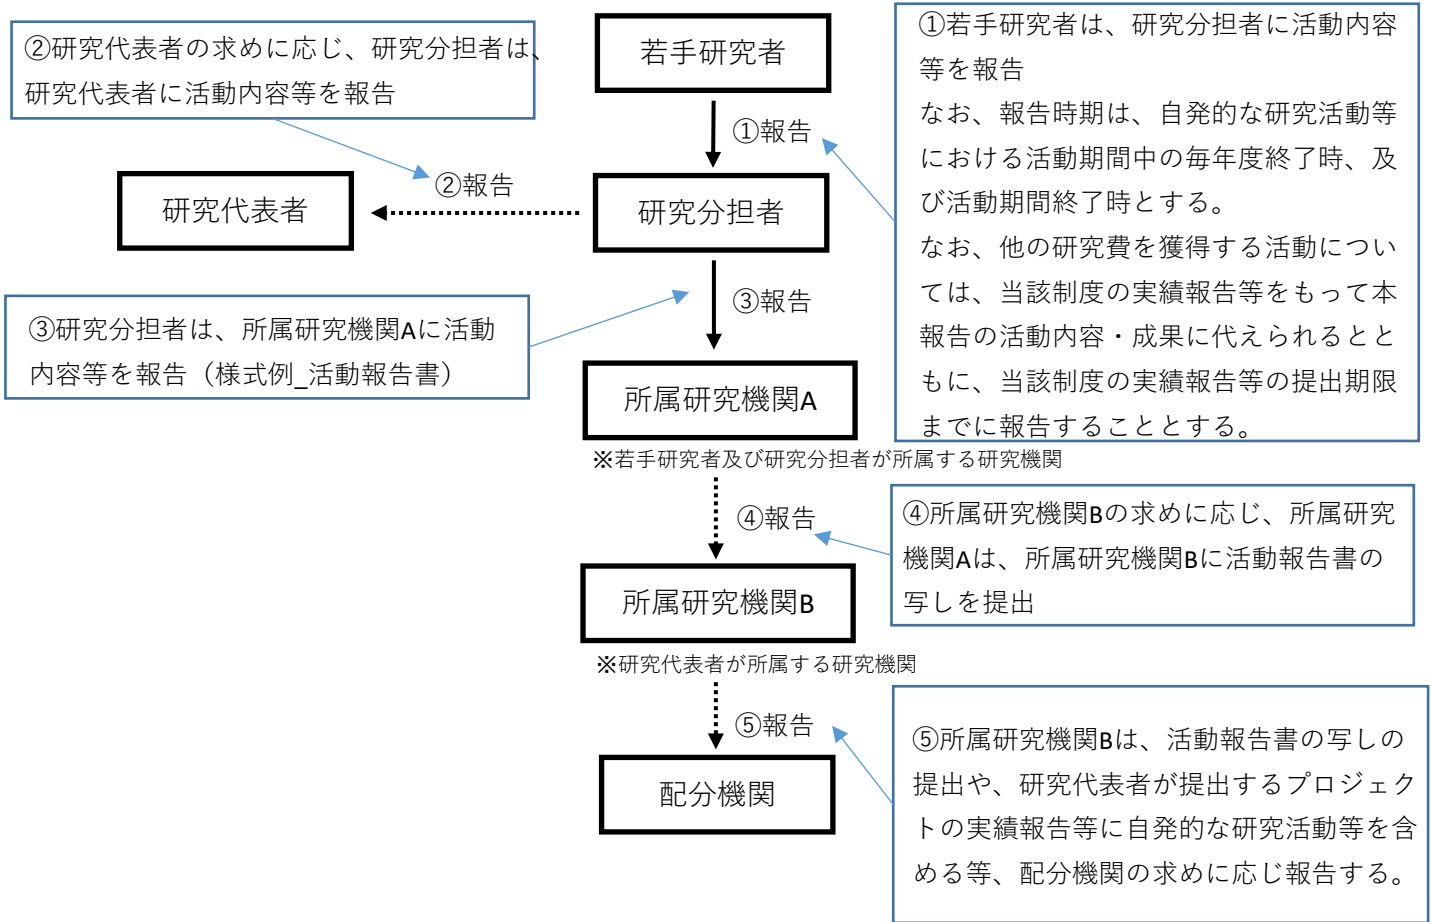 ②研究代表者の求めに応じ、研究分担者は、
研究代表者に活動内容等を報告
若手研究者
①若手研究者は、研究分担者に活動内容
等を報告
なお、報告時期は、自発的な研究活動等
における活動期間中の毎年度終了時、及
び活動期間終了時とする。
なお、他の研究費を獲得する活動につい
ては、当該制度の実績報告等をもって本
報告の活動内容・成果に代えられるとと
もに、当該制度の実績報告等の提出期限
までに報告することとする。
①報告
②報告
研究代表者
研究分担者
③報告
③研究分担者は、所属研究機関Aに活動
内容等を報告（様式例_活動報告書）
所属研究機関A
※若手研究者及び研究分担者が所属する研究機関
④報告
④所属研究機関Bの求めに応じ、所属研究
機関Aは、所属研究機関Bに活動報告書の
写しを提出
所属研究機関B
※研究代表者が所属する研究機関
⑤報告
⑤所属研究機関Bは、活動報告書の写しの
提出や、研究代表者が提出するプロジェク
トの実績報告等に自発的な研究活動等を含
める等、配分機関の求めに応じ報告する。
配分機関